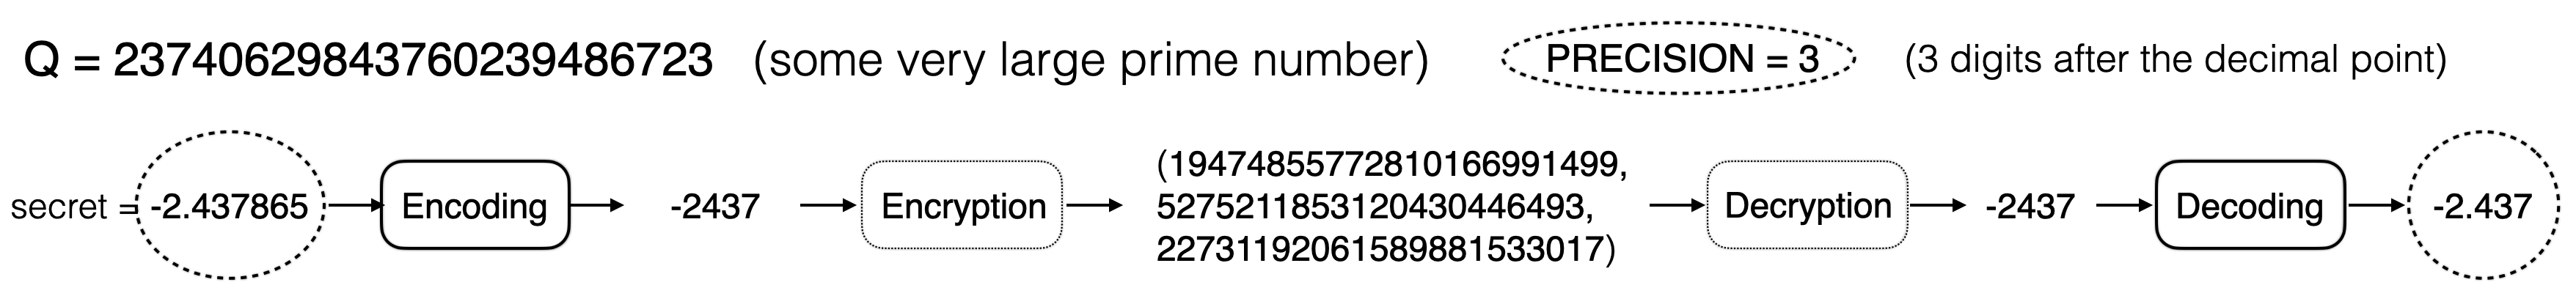 Q = 23740629843760239486723 (some very large prime number) PRECISION = 3 (3 digits after the decimal point)
secret = -2.437865 Encoding -2437 Encryption
(19474855772810166991499,
5275211853120430446493,
22731192061589881533017)
Decryption -2437 Decoding -2.437